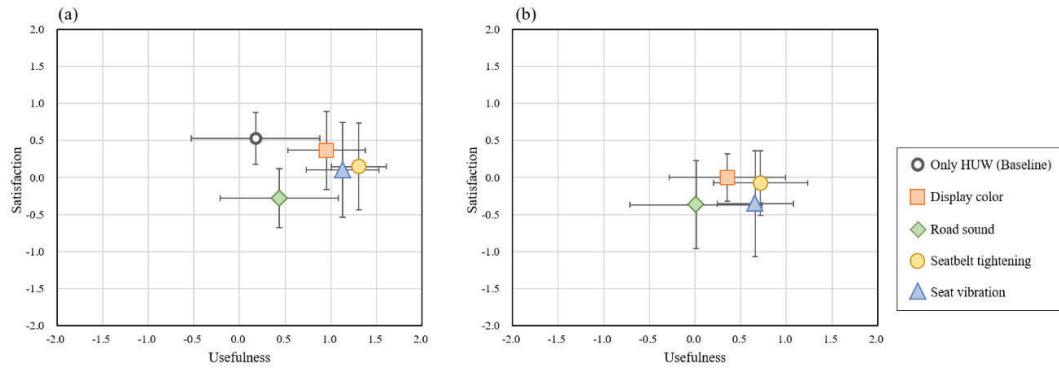 (a)
2.0
1.5
1.0
0.5
0.0
-0.5
-1.0
-1.5
-2.0
Satisfaction
-2.0 -1.5 -1.0 -0.5 0.0 0.5 1.0 1.5 2.0
Usefulness
(b)
2.0
1.5
1.0
0.5
0.0
-0.5
-1.0
-1.5
-2.0
Satisfaction
-2.0 -1.5 -1.0 -0.5 0.0 0.5 1.0 1.5 2.0
Usefulness
Only HUW (Baseline)
Display color
Road sound
Seatbelt tightening
Seat vibration